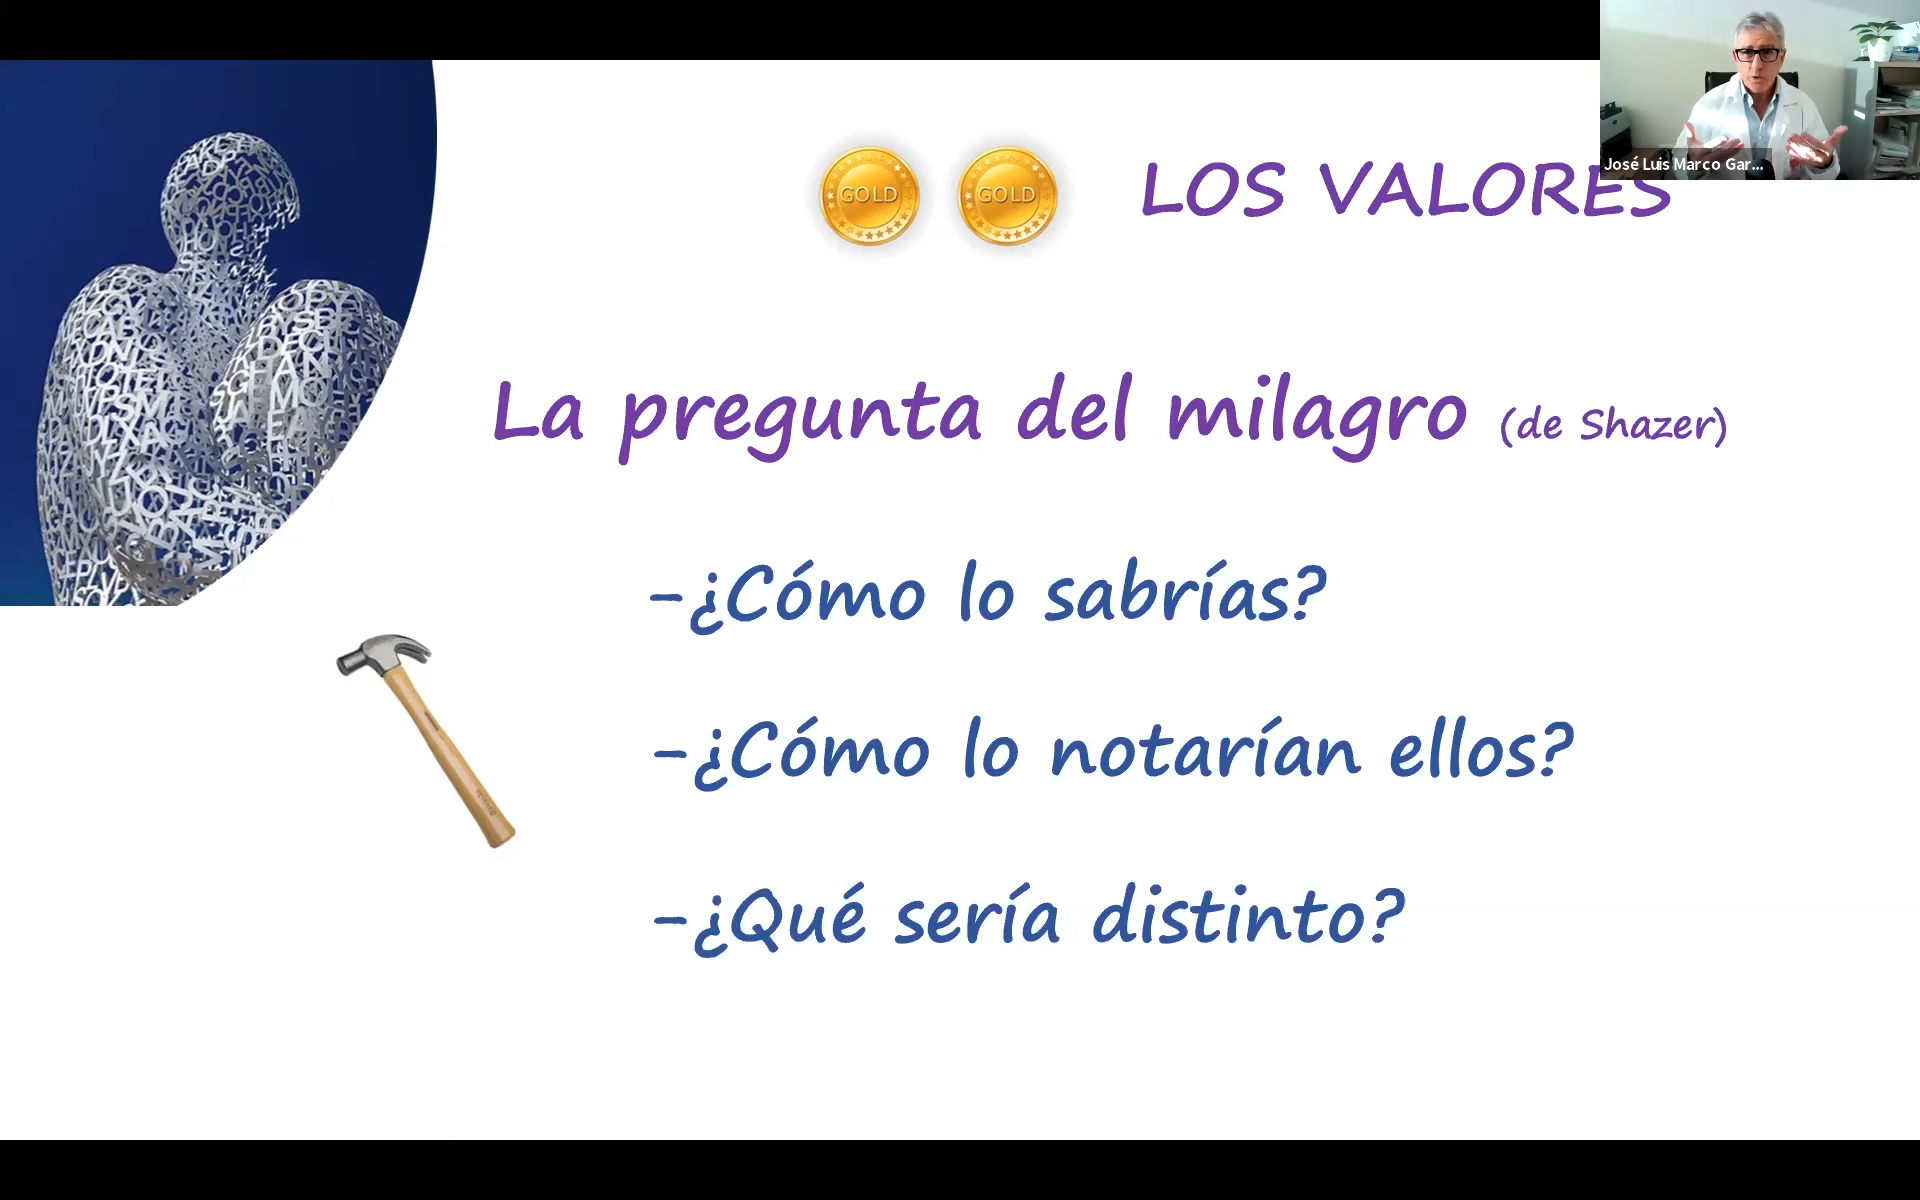 José Luis Marco Gar...
GOLD GOLD LOS VALORES
La pregunta del milagro (de Shazer)
-¿Cómo lo sabrías?
-¿Cómo lo notarían ellos?
-¿Qué sería distinto?